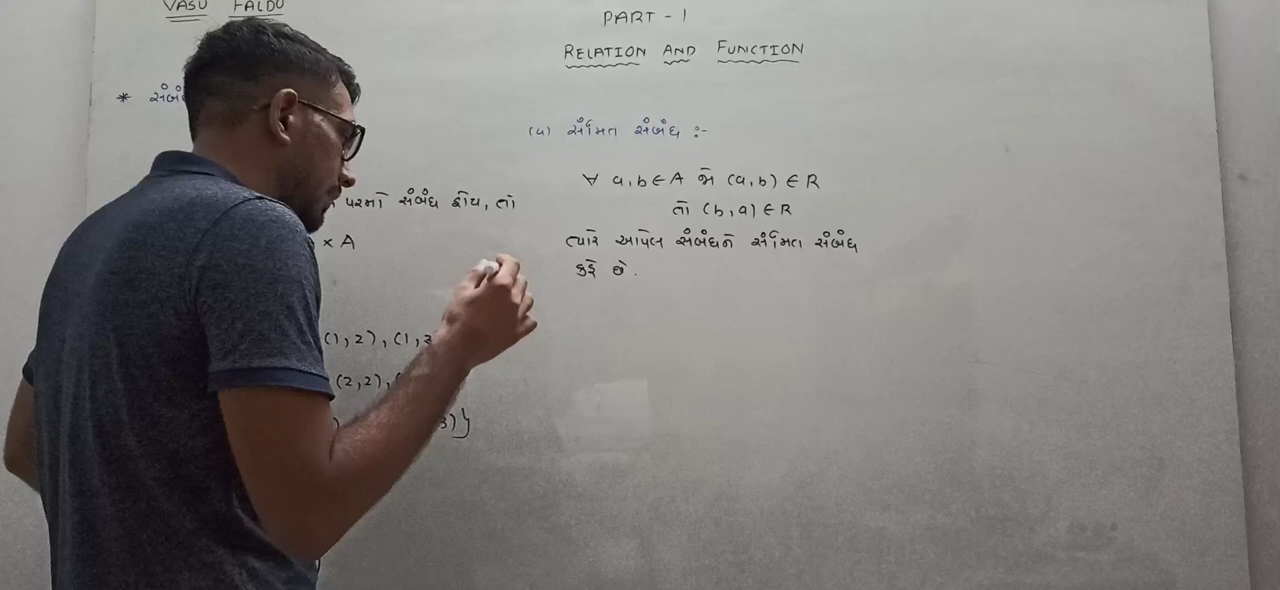 VASU FALDU
PART - 1
RELATION AND FUNCTION
* 
પરનો સંબંધ હોય, તો
× A
(1,2), (1,3
(2,2),
3)}
(u) સંમિત સંબંધ :-
∀ a,b ∈ A જો (a,b) ∈ R
તો (b,a) ∈ R
ત્યારે આપેલ સંબંધને સંમિત સંબંધ
કહે છે.